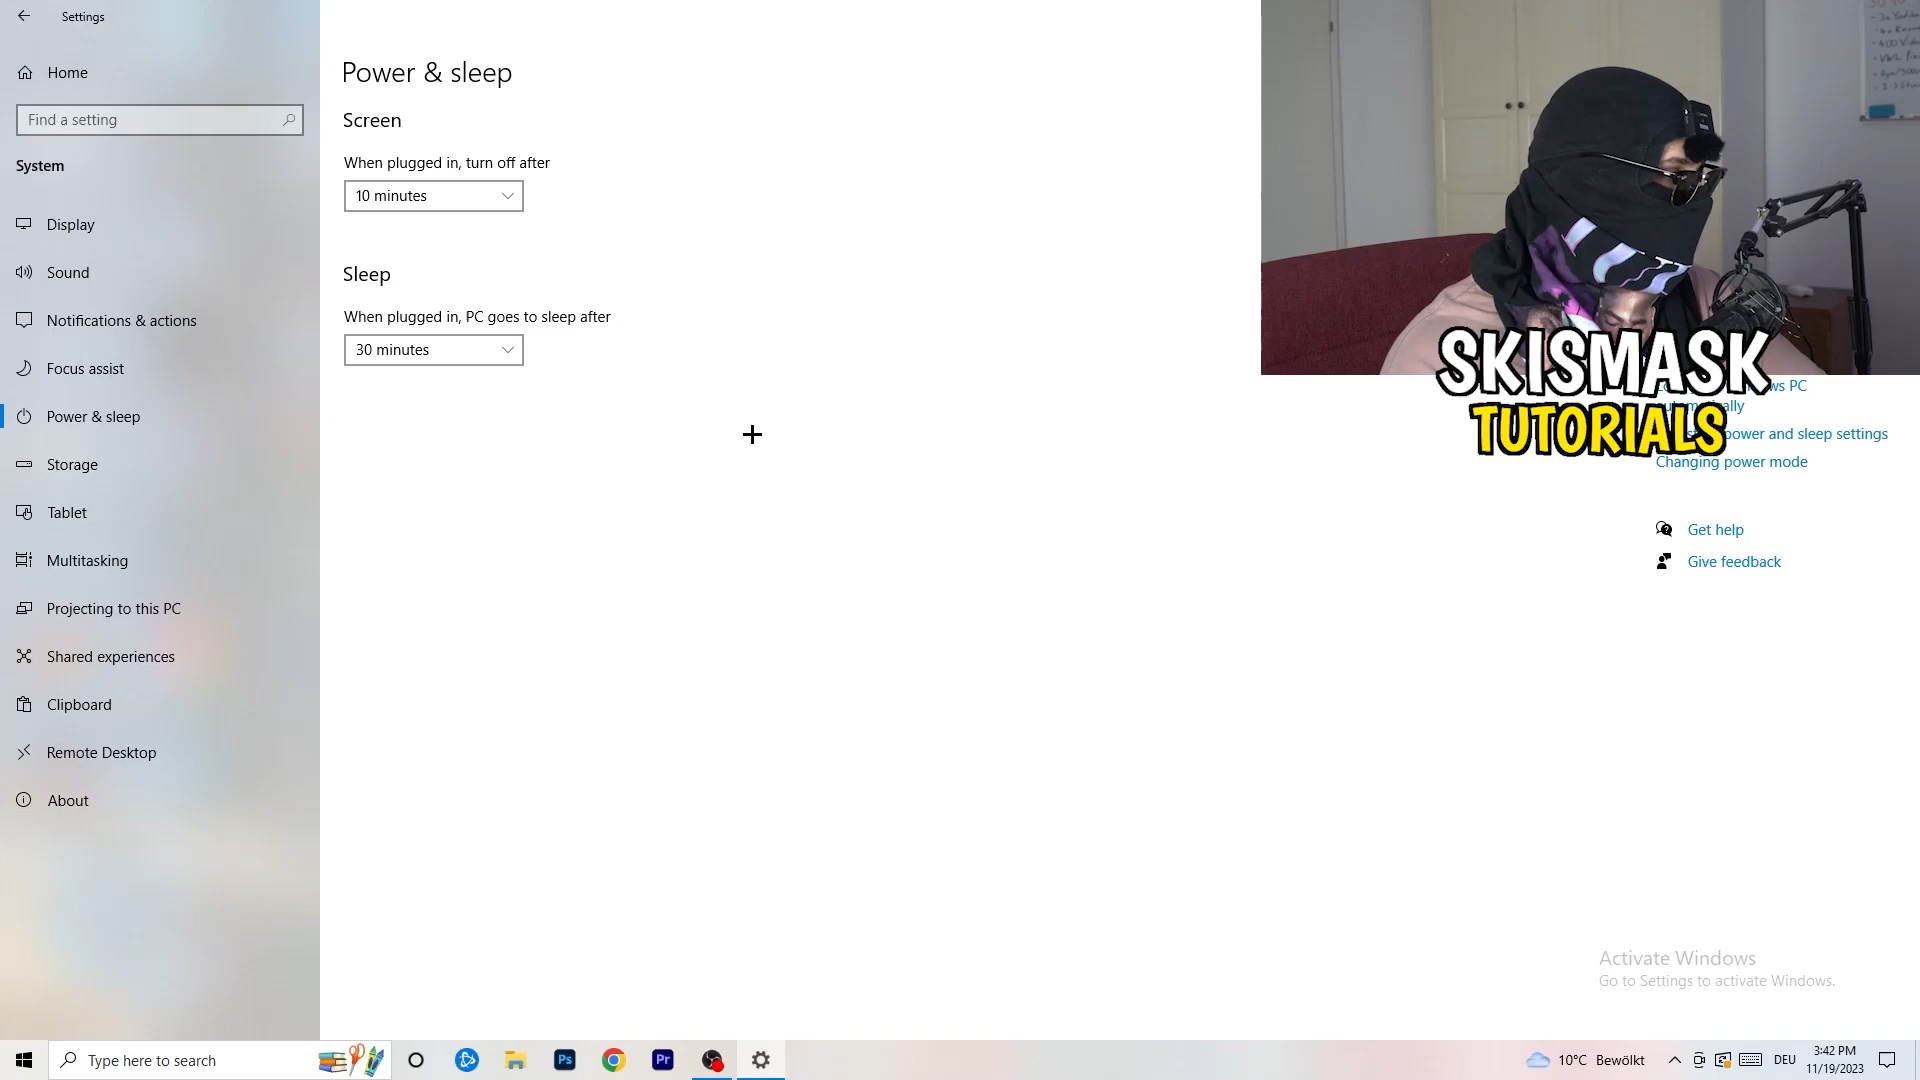 Settings
Home
Find a setting
System
Display
Sound
Notifications & actions
Focus assist
Power & sleep
Storage
Tablet
Multitasking
Projecting to this PC
Shared experiences
Clipboard
Remote Desktop
About
Power & sleep
Screen
When plugged in, turn off after
10 minutes
Sleep
When plugged in, PC goes to sleep after
30 minutes
SKISMASK
TUTORIALS
PC
power and sleep settings
Changing power mode
Get help
Give feedback
Activate Windows
Go to Settings to activate Windows.
Type here to search
Ps
Pr
10°C Bewölkt
DEU
3:42 PM
11/19/2023